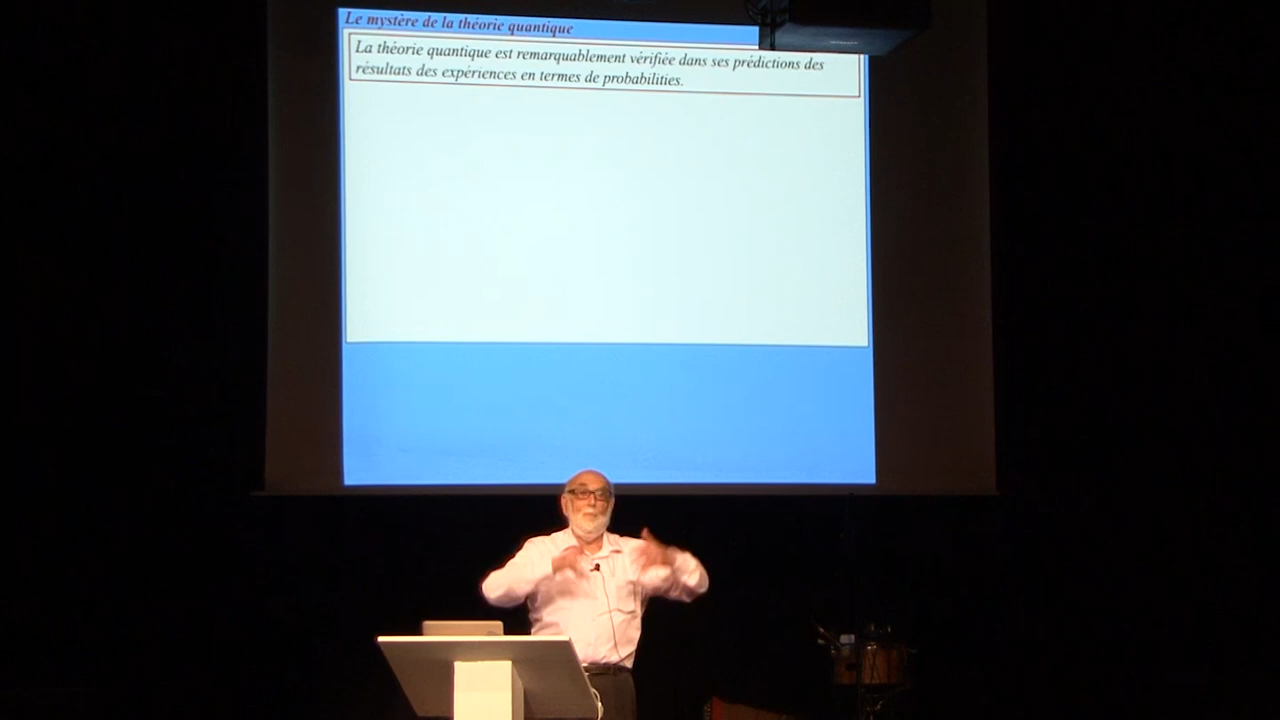 Le mystère de la théorie quantique
La théorie quantique est remarquablement vérifiée dans ses prédictions des
résultats des expériences en termes de probabilities.